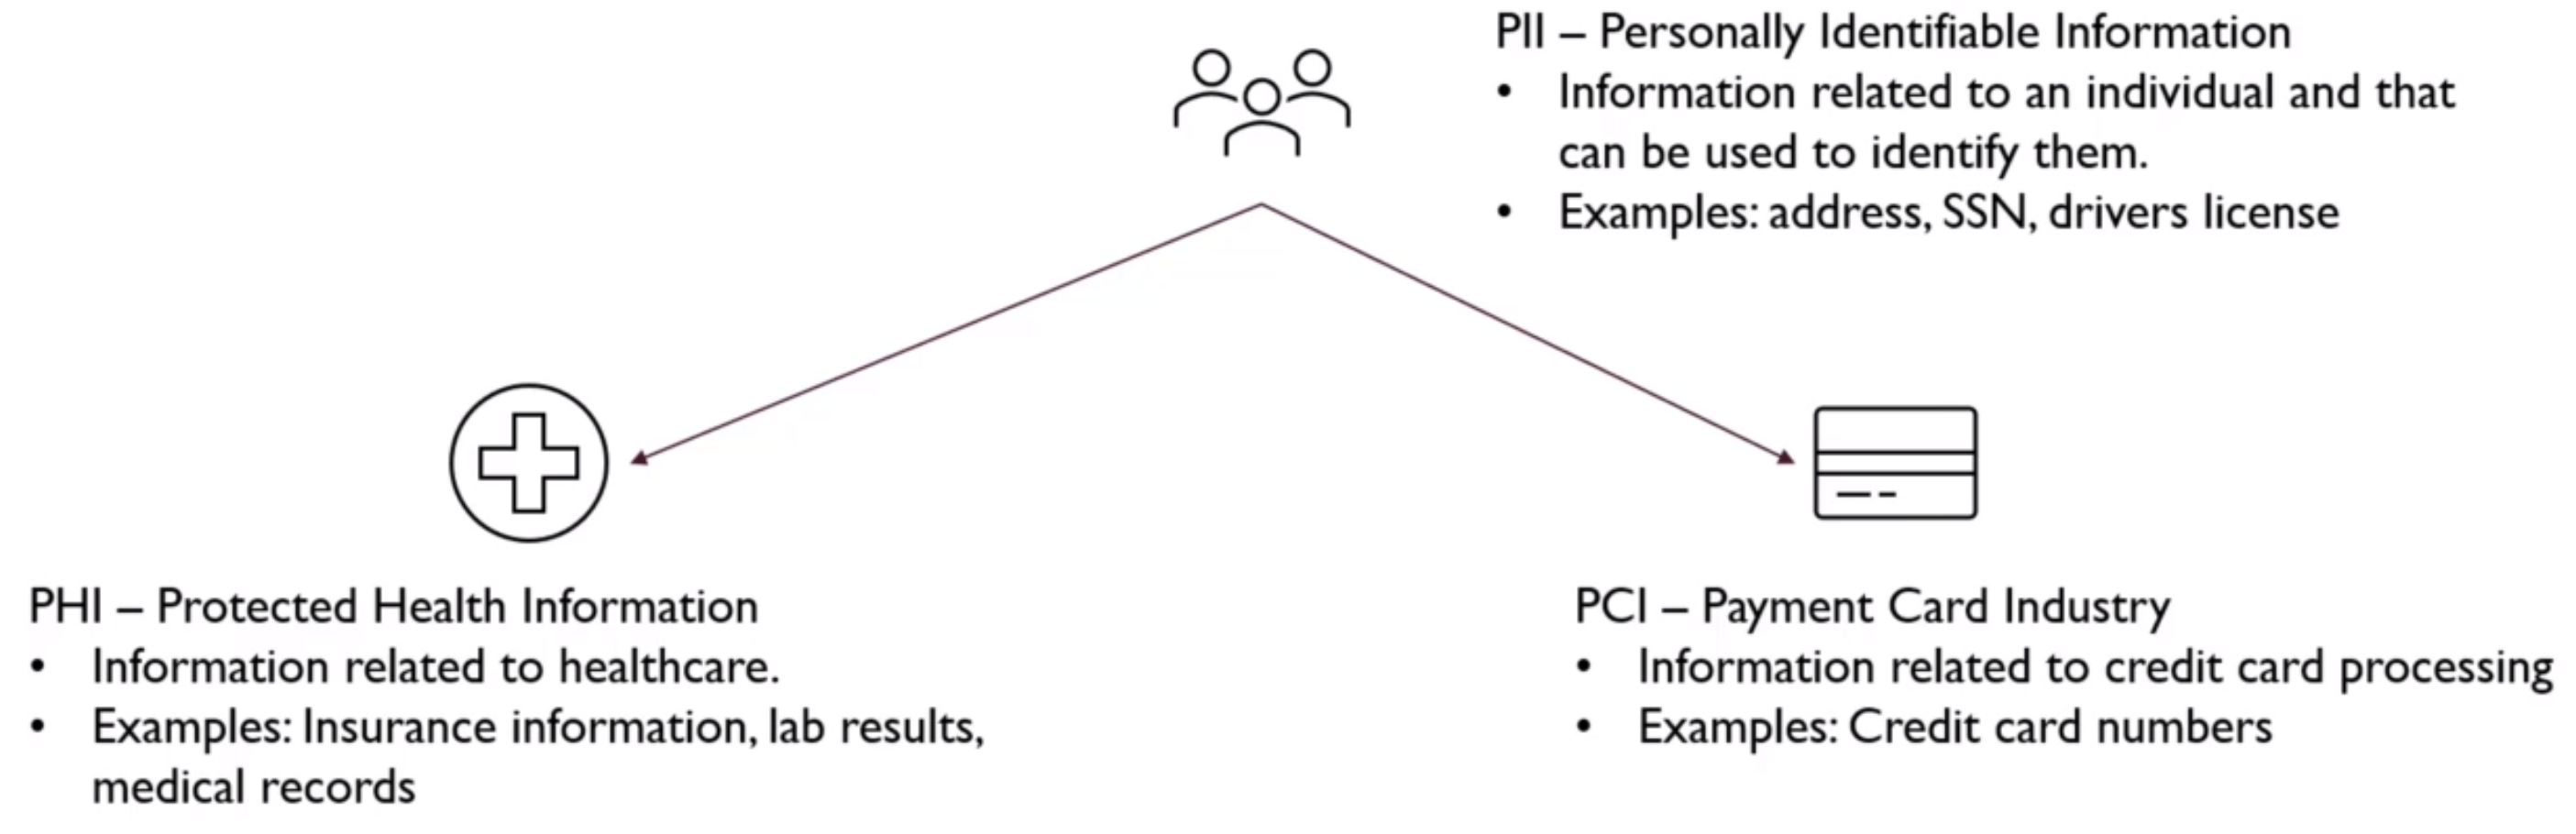 PII – Personally Identifiable Information
• Information related to an individual and that
can be used to identify them.
• Examples: address, SSN, drivers license
PHI – Protected Health Information
• Information related to healthcare.
• Examples: Insurance information, lab results,
medical records
PCI – Payment Card Industry
• Information related to credit card processing
• Examples: Credit card numbers